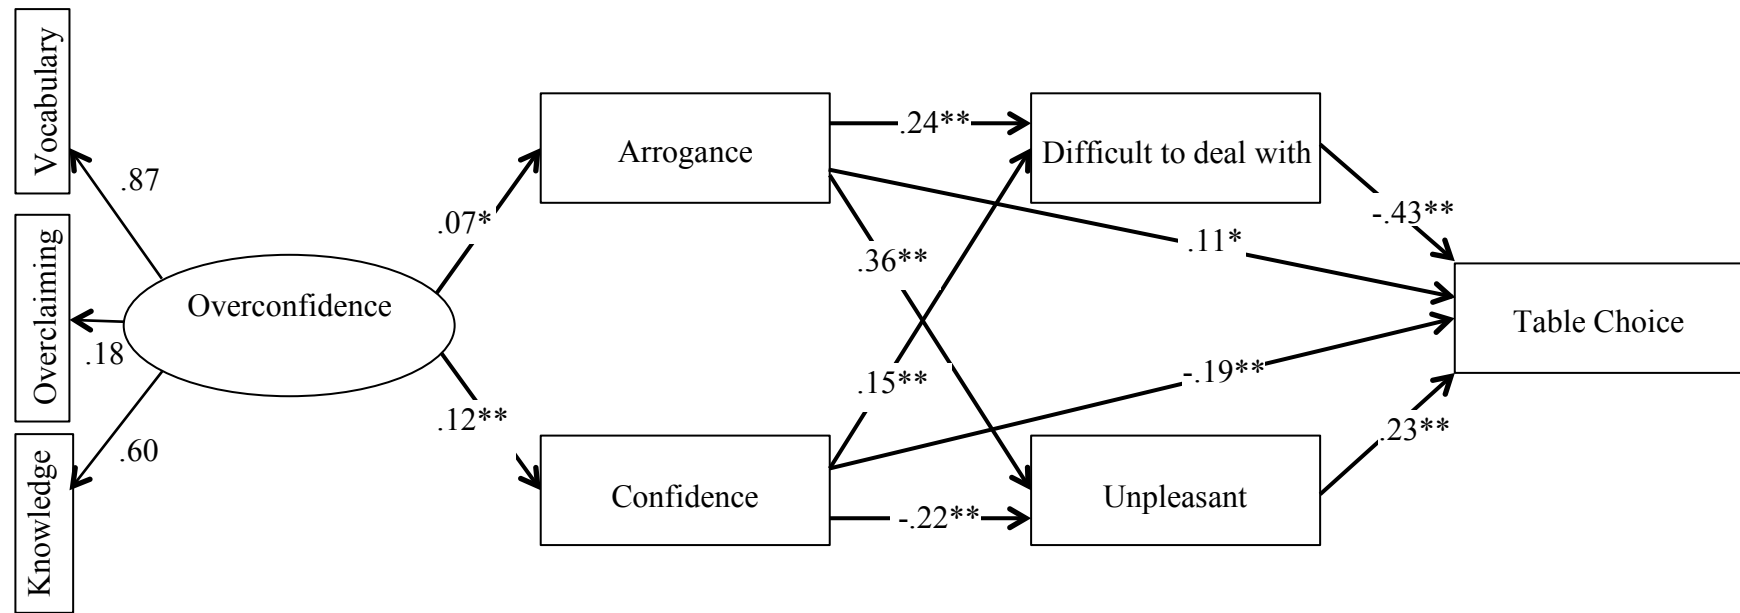 Vocabulary
Overclaiming
Knowledge
.87
.18
.60
Overconfidence
.07*
.12**
Arrogance
Confidence
.24**
.36**
.15**
-.22**
.11*
-.19**
Difficult to deal with
Unpleasant
-.43**
.23**
Table Choice